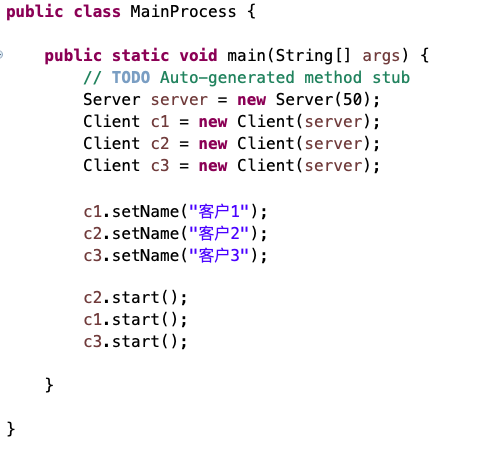 public class MainProcess {
public static void main(String[] args) {
// TODO Auto-generated method stub
Server server = new Server(50);
Client c1 = new Client(server);
Client c2 = new Client(server);
Client c3 = new Client(server);
c1.setName("客户1");
c2.setName("客户2");
c3.setName("客户3");
c2.start();
c1.start();
c3.start();
}
}